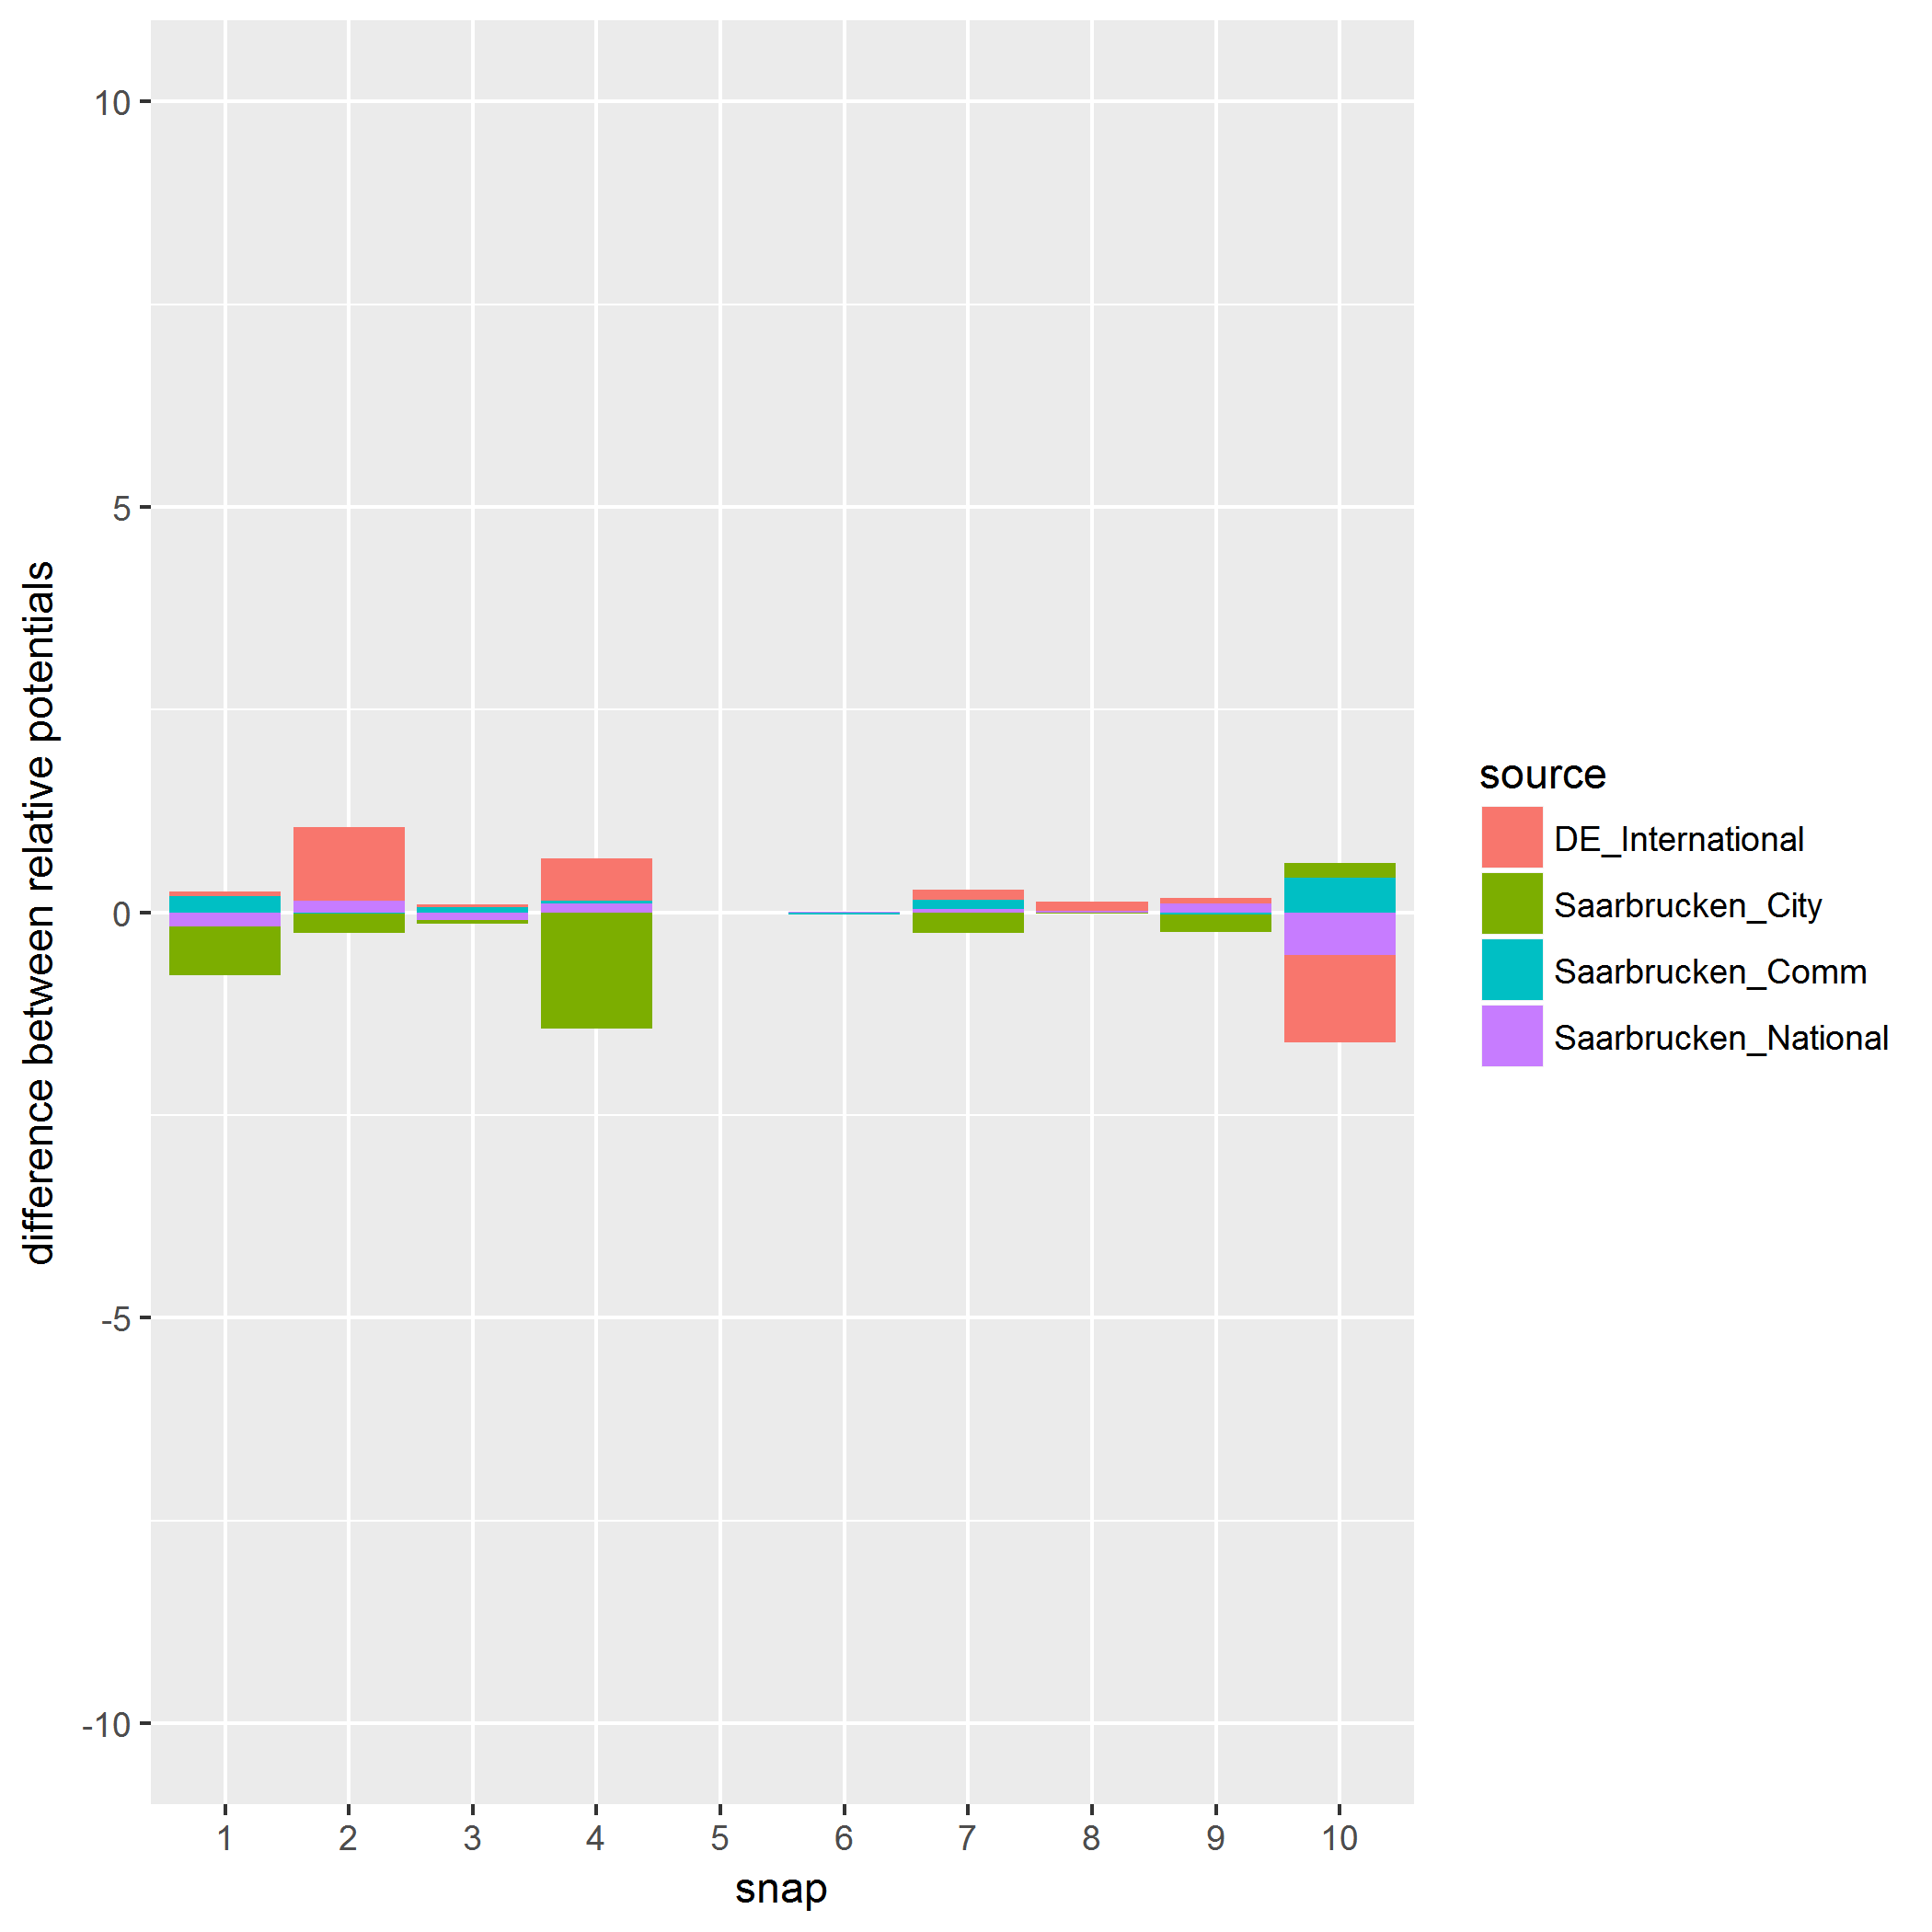 difference between relative potentials
10
5
0
-5
-10
1 2 3 4 5 6 7 8 9 10
snap
source
DE_International
Saarbrucken_City
Saarbrucken_Comm
Saarbrucken_National